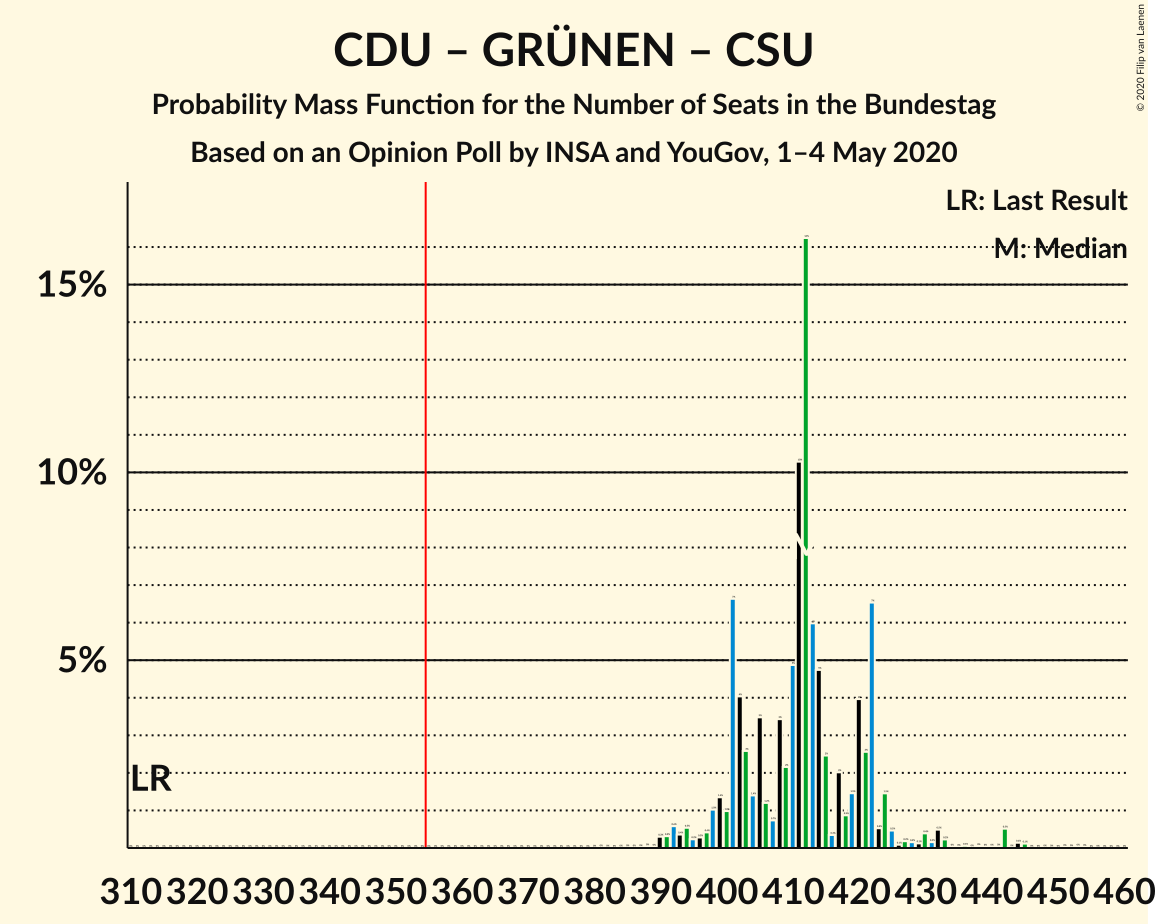 CDU – GRÜNEN – CSU
Probability Mass Function for the Number of Seats in the Bundestag
Based on an Opinion Poll by INSA and YouGov, 1–4 May 2020
© 2020 Filip van Laenen
LR: Last Result
M: Median
15%
10%
5%
LR
310 320 330 340 350 360 370 380 390 400 410 420 430 440 450 460